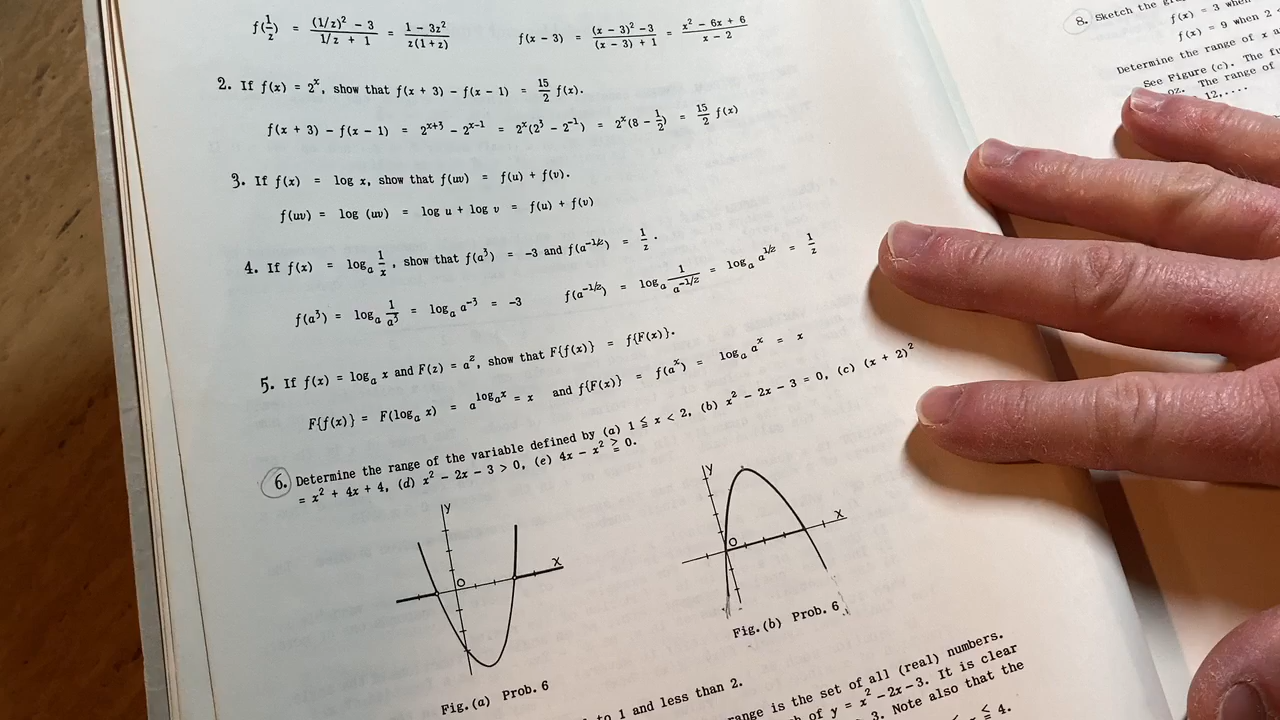 f(1/2) = (1/z)² − 3 / 1/z + 1 = 1 − 3z² / z(1 + z) f(x − 3) = (x − 3)² − 3 / (x − 3) + 1 = x² − 6x + 6 / x − 2
2. If f(x) = 2ˣ, show that f(x + 3) − f(x − 1) = 15/2 f(x).
f(x + 3) − f(x − 1) = 2ˣ⁺³ − 2ˣ⁻¹ = 2ˣ(2³ − 2⁻¹) = 2ˣ(8 − 1/2) = 15/2 f(x)
3. If f(x) = log x, show that f(uv) = f(u) + f(v).
f(uv) = log (uv) = log u + log v = f(u) + f(v)
4. If f(x) = logₐ 1/x, show that f(a³) = −3 and f(a^−1/z) = 1/z.
f(a³) = logₐ 1/a³ = logₐ a⁻³ = −3 f(a^−1/z) = logₐ 1/a^−1/z = logₐ a^1/z = 1/z
5. If f(x) = logₐ x and F(z) = aᶻ, show that F{f(x)} = f{F(x)}.
F{f(x)} = F(logₐ x) = a^logₐx = x and f{F(x)} = f(aˣ) = logₐ aˣ = x
6. Determine the range of the variable defined by (a) 1 ≦ x < 2, (b) x² − 2x − 3 = 0, (c) (x + 2)²
= x² + 4x + 4, (d) x² − 2x − 3 > 0, (e) 4x − x² ≧ 0.
y
O
x
Fig.(a) Prob. 6
y
O
x
Fig.(b) Prob. 6
to 1 and less than 2.
range is the set of all (real) numbers.
of y = x² − 2x − 3. It is clear
3. Note also that the
≦ 4.
8. Sketch the
f(x) = 3 when
f(x) = 9 when 2
Determine the range of x
See Figure (c). The
The range of
12,....